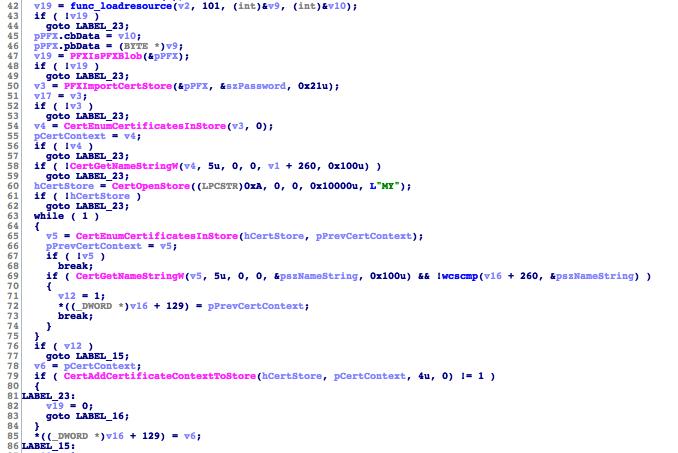 42 v19 = func_loadresource(v2, 101, (int)&v9, (int)&v10);
43 if ( !v19 )
44 goto LABEL_23;
45 pPFX.cbData = v10;
46 pPFX.pbData = (BYTE *)v9;
47 v19 = PFXIsPFXBlob(&pPFX);
48 if ( !v19 )
49 goto LABEL_23;
50 v3 = PFXImportCertStore(&pPFX, &szPassword, 0x21u);
51 v17 = v3;
52 if ( !v3 )
53 goto LABEL_23;
54 v4 = CertEnumCertificatesInStore(v3, 0);
55 pCertContext = v4;
56 if ( !v4 )
57 goto LABEL_23;
58 if ( !CertGetNameStringW(v4, 5u, 0, 0, v1 + 260, 0x100u) )
59 goto LABEL_23;
60 hCertStore = CertOpenStore((LPCSTR)0xA, 0, 0, 0x10000u, L"MY");
61 if ( !hCertStore )
62 goto LABEL_23;
63 while ( 1 )
64 {
65 v5 = CertEnumCertificatesInStore(hCertStore, pPrevCertContext);
66 pPrevCertContext = v5;
67 if ( !v5 )
68 break;
69 if ( CertGetNameStringW(v5, 5u, 0, 0, &pszNameString, 0x100u) && !wcscmp(v16 + 260, &pszNameString) )
70 {
71 v12 = 1;
72 *((_DWORD *)v16 + 129) = pPrevCertContext;
73 break;
74 }
75 }
76 if ( v12 )
77 goto LABEL_15;
78 v6 = pCertContext;
79 if ( CertAddCertificateContextToStore(hCertStore, pCertContext, 4u, 0) != 1 )
80 {
81 LABEL_23:
82 v19 = 0;
83 goto LABEL_16;
84 }
85 *((_DWORD *)v16 + 129) = v6;
86 LABEL_15: